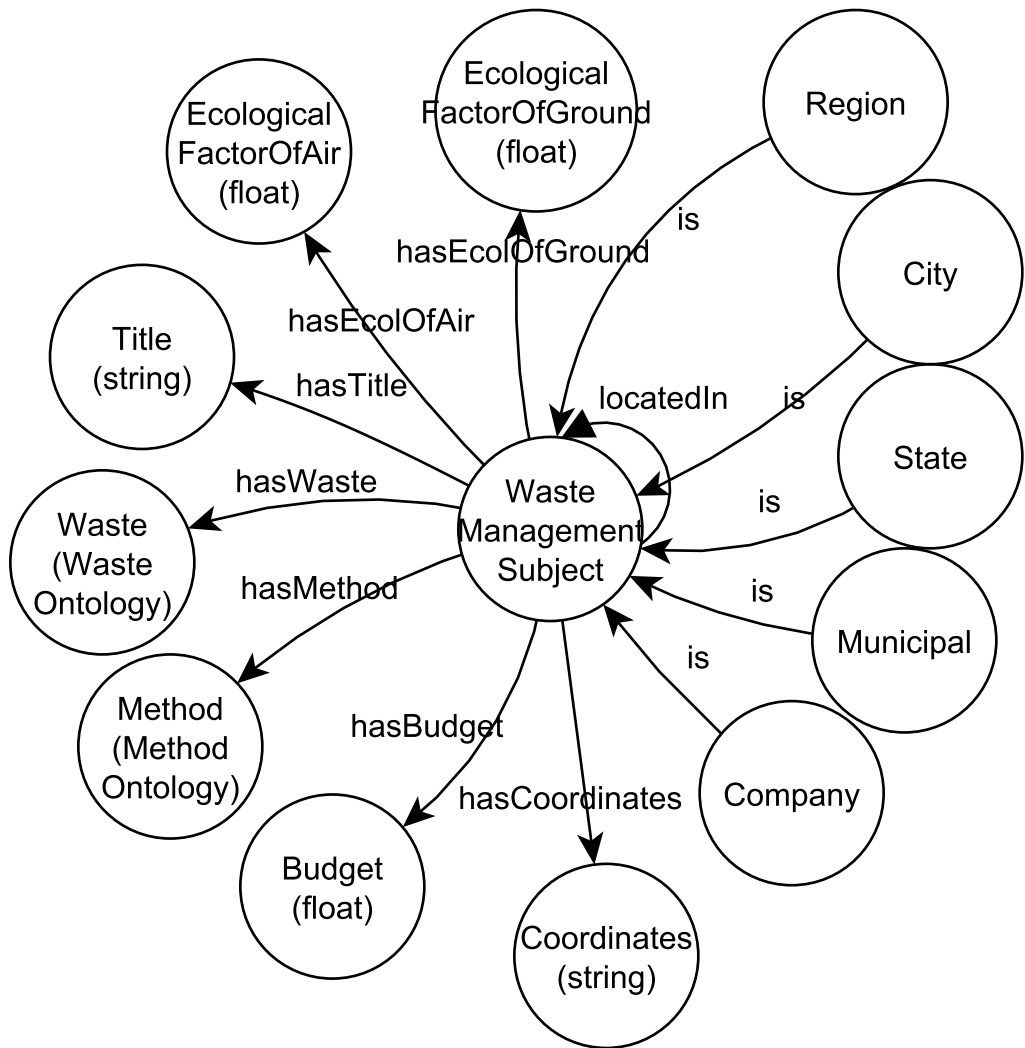 Ecological
FactorOfGround
(float)
Region
Ecological
FactorOfAir
(float)
is
hasEcolOfGround
City
hasEcolOfAir
Title
(string)
hasTitle
locatedIn
is
State
hasWaste
Waste
Management
Subject
is
Waste
(Waste
Ontology)
hasMethod
is
Municipal
is
Method
(Method
Ontology)
hasBudget
hasCoordinates
Company
Budget
(float)
Coordinates
(string)